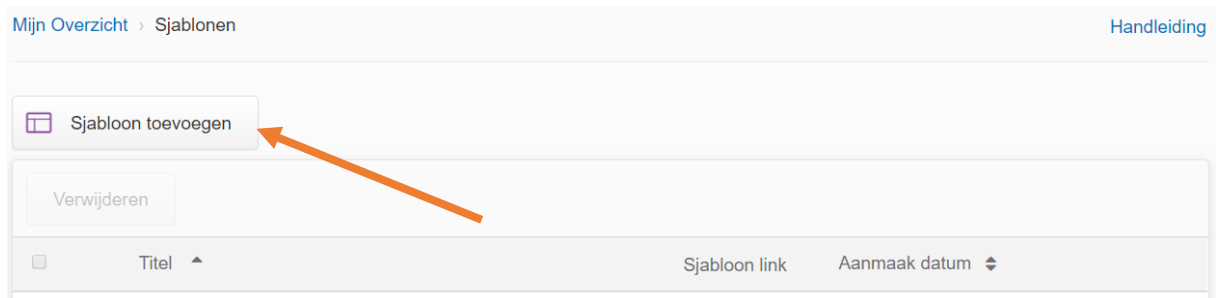 Mijn Overzicht › Sjablonen
Handleiding
Sjabloon toevoegen
Verwijderen
Titel
Sjabloon link
Aanmaak datum